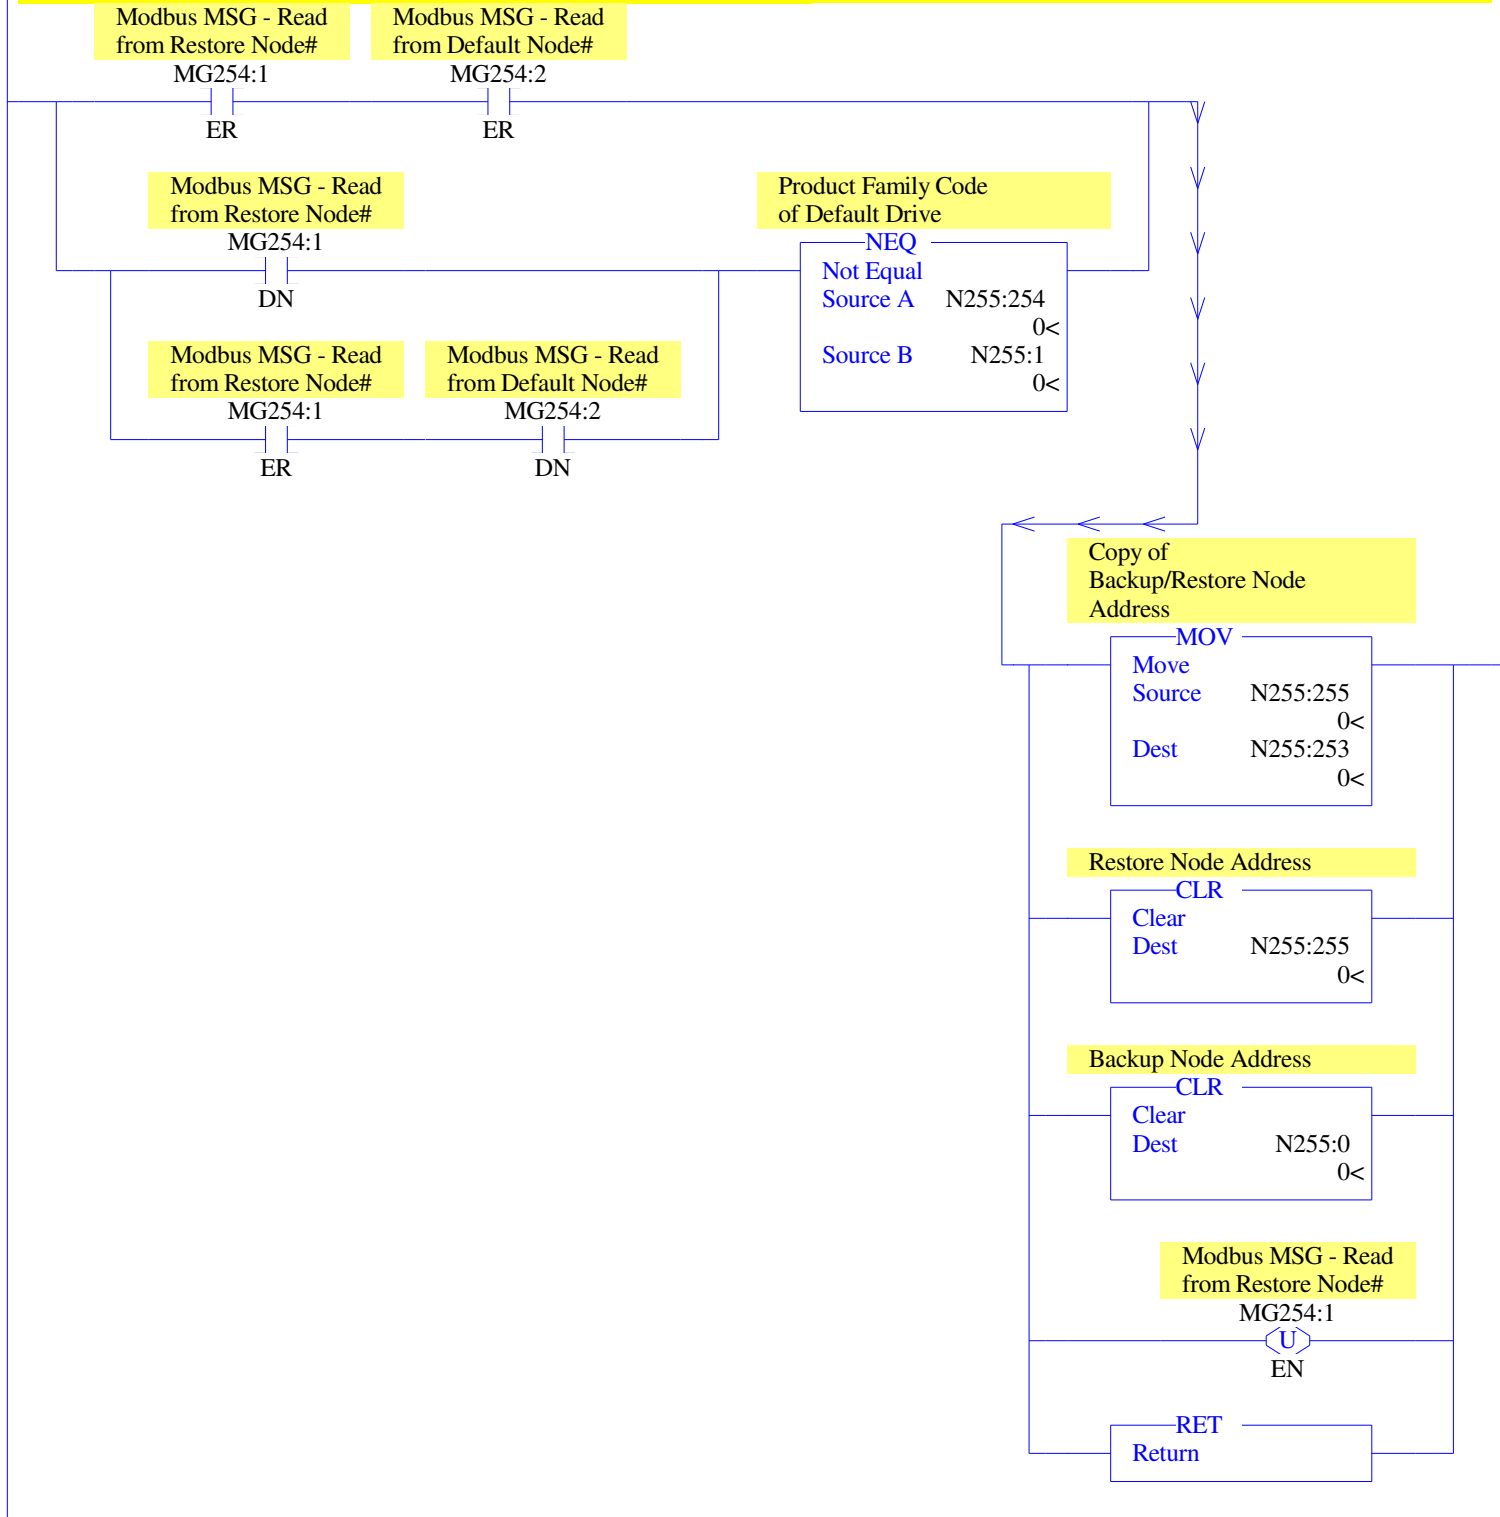 Modbus MSG - Read
from Restore Node#
MG254:1
ER
Modbus MSG - Read
from Default Node#
MG254:2
ER
Modbus MSG - Read
from Restore Node#
MG254:1
DN
Product Family Code
of Default Drive
NEQ
Not Equal
Source A N255:254
0<
Source B N255:1
0<
Modbus MSG - Read
from Restore Node#
MG254:1
ER
Modbus MSG - Read
from Default Node#
MG254:2
DN
Copy of
Backup/Restore Node
Address
MOV
Move
Source N255:255
0<
Dest N255:253
0<
Restore Node Address
CLR
Clear
Dest N255:255
0<
Backup Node Address
CLR
Clear
Dest N255:0
0<
Modbus MSG - Read
from Restore Node#
MG254:1
U
EN
RET
Return